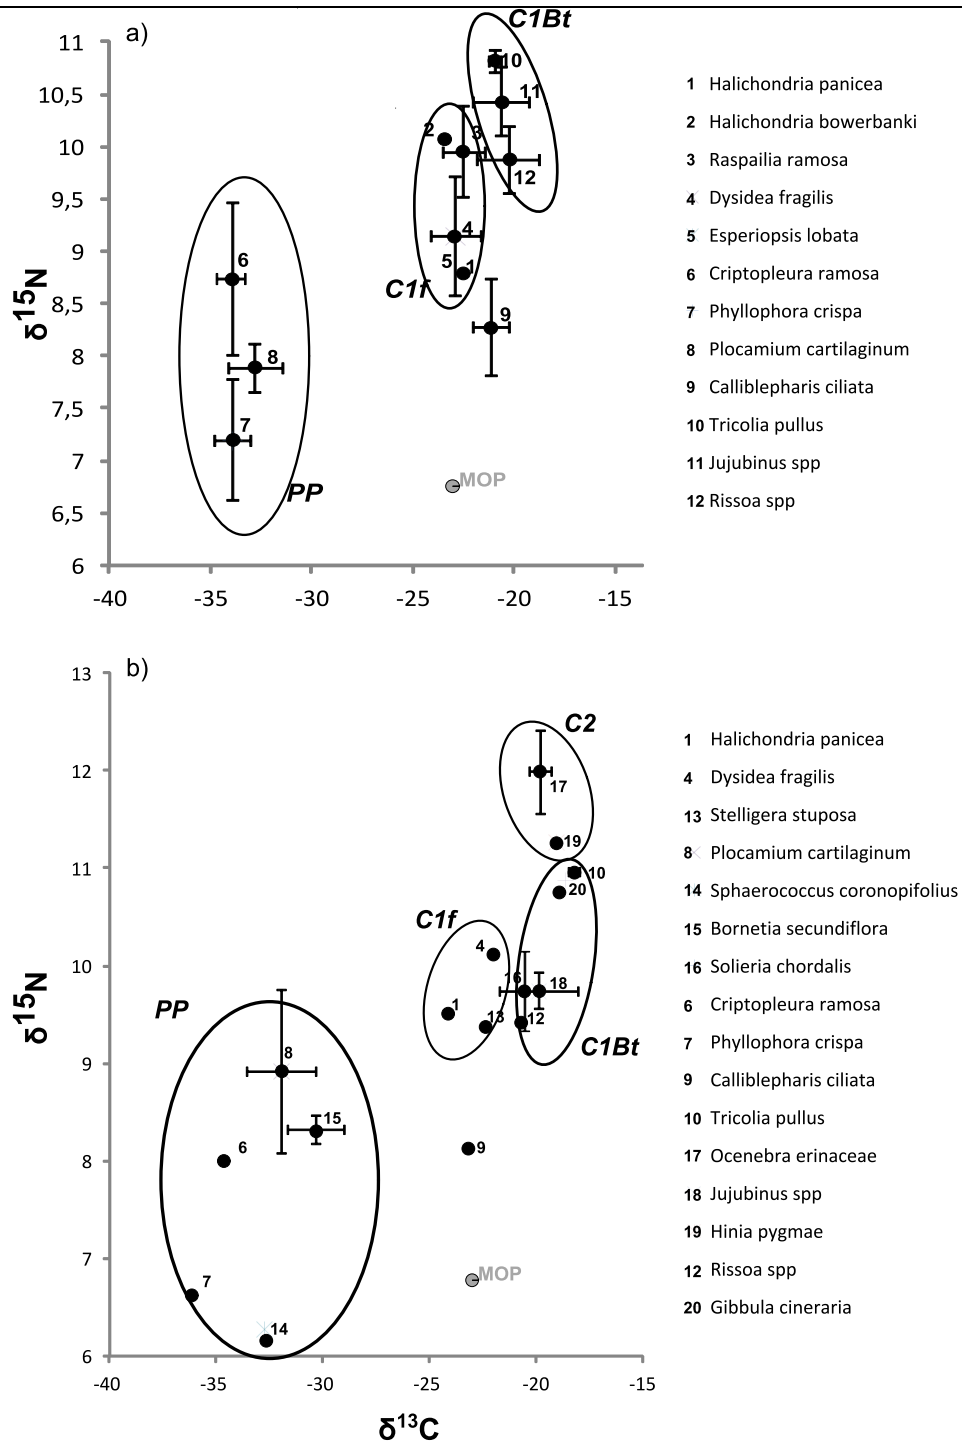 a)
C1Bt
11
10,5
10
9,5
9
8,5
8
7,5
7
6,5
6
δ15N
10
11
2
3
12
4
5
1
C1f
6
9
8
7
PP
MOP
-40
-35
-30
-25
-20
-15
1 Halichondria panicea
2 Halichondria bowerbanki
3 Raspailia ramosa
4 Dysidea fragilis
5 Esperiopsis lobata
6 Criptopleura ramosa
7 Phyllophora crispa
8 Plocamium cartilaginum
9 Calliblepharis ciliata
10 Tricolia pullus
11 Jujubinus spp
12 Rissoa spp
b)
13
12
11
10
9
8
7
6
δ15N
C2
17
19
10
20
C1f
4
16
18
1
13
12
C1Bt
PP
8
15
6
9
7
MOP
14
-40
-35
-30
-25
-20
-15
δ13C
1 Halichondria panicea
4 Dysidea fragilis
13 Stelligera stuposa
8 Plocamium cartilaginum
14 Sphaerococcus coronopifolius
15 Bornetia secundiflora
16 Solieria chordalis
6 Criptopleura ramosa
7 Phyllophora crispa
9 Calliblepharis ciliata
10 Tricolia pullus
17 Ocenebra erinaceae
18 Jujubinus spp
19 Hinia pygmae
12 Rissoa spp
20 Gibbula cineraria